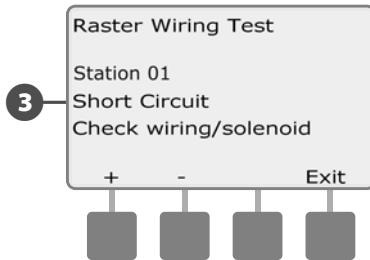 Raster Wiring Test
Station 01
3
Short Circuit
Check wiring/solenoid
+ - Exit